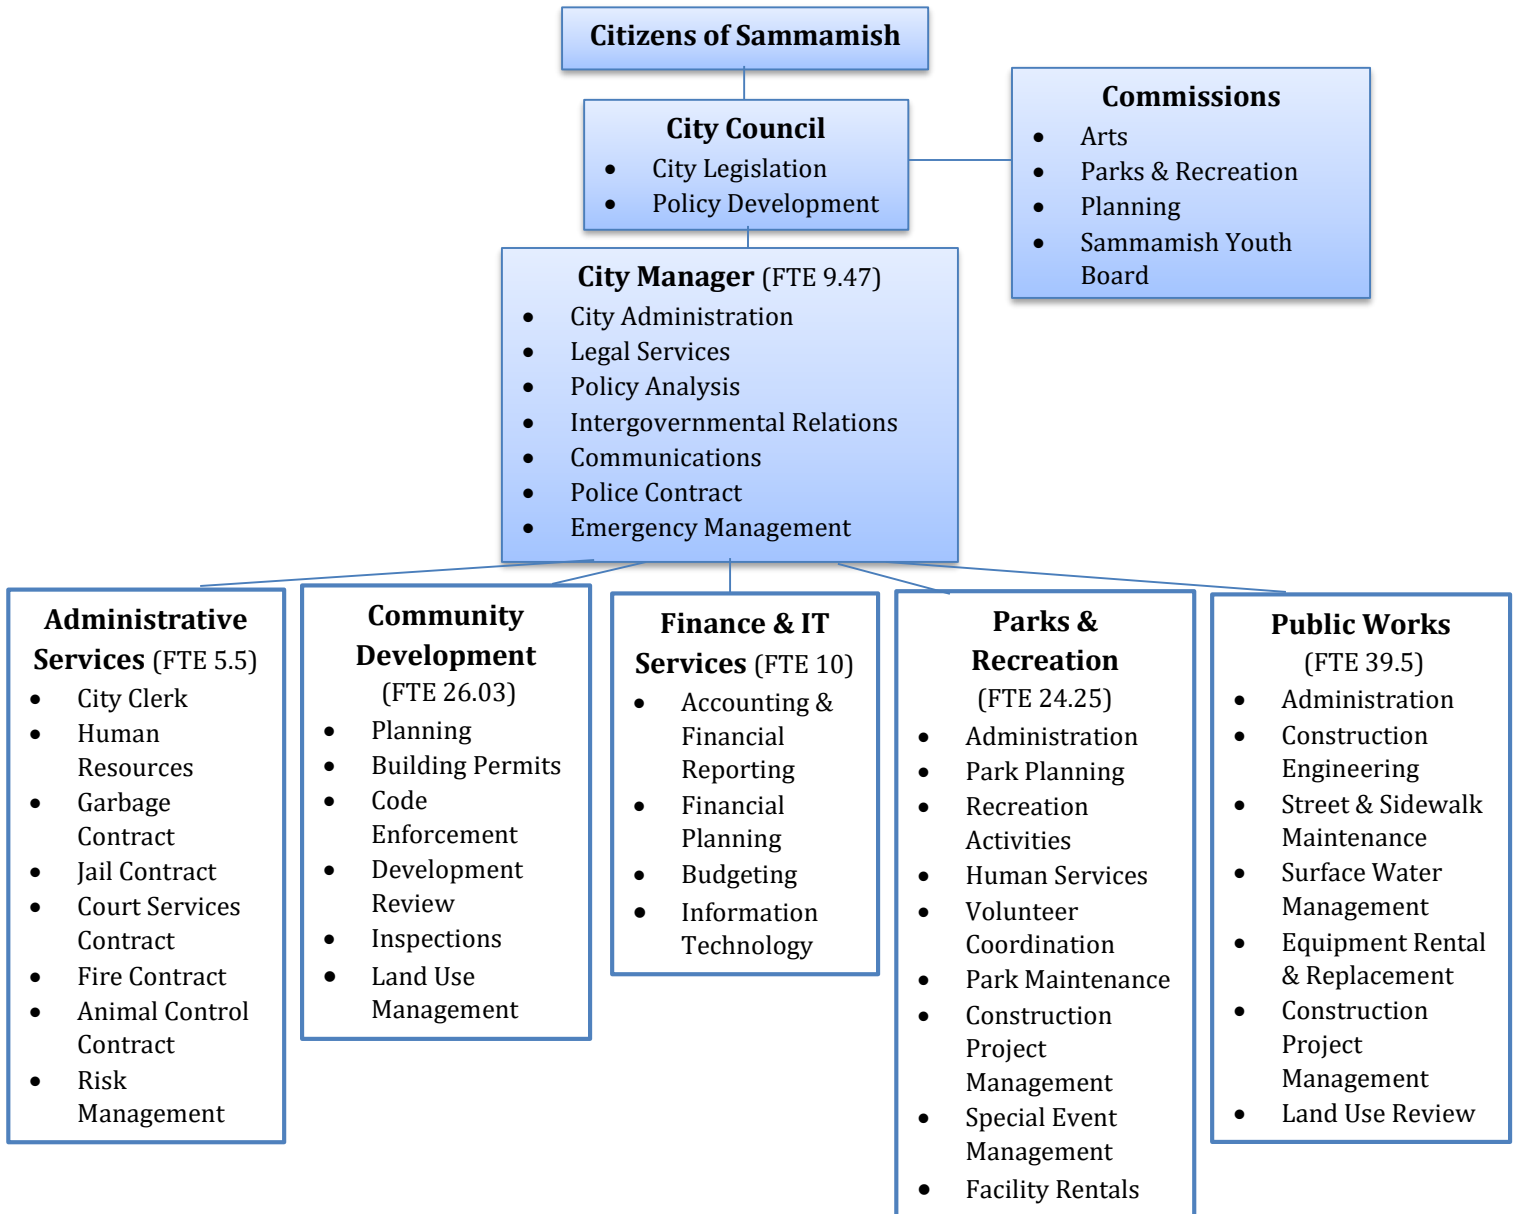 Citizens of Sammamish
City Council
• City Legislation
• Policy Development
Commissions
• Arts
• Parks & Recreation
• Planning
• Sammamish Youth
Board
City Manager (FTE 9.47)
• City Administration
• Legal Services
• Policy Analysis
• Intergovernmental Relations
• Communications
• Police Contract
• Emergency Management
Administrative
Services (FTE 5.5)
• City Clerk
• Human
Resources
• Garbage
Contract
• Jail Contract
• Court Services
Contract
• Fire Contract
• Animal Control
Contract
• Risk
Management
Community
Development
(FTE 26.03)
• Planning
• Building Permits
• Code
Enforcement
• Development
Review
• Inspections
• Land Use
Management
Finance & IT
Services (FTE 10)
• Accounting &
Financial
Reporting
• Financial
Planning
• Budgeting
• Information
Technology
Parks &
Recreation
(FTE 24.25)
• Administration
• Park Planning
• Recreation
Activities
• Human Services
• Volunteer
Coordination
• Park Maintenance
• Construction
Project
Management
• Special Event
Management
• Facility Rentals
Public Works
(FTE 39.5)
• Administration
• Construction
Engineering
• Street & Sidewalk
Maintenance
• Surface Water
Management
• Equipment Rental
& Replacement
• Construction
Project
Management
• Land Use Review